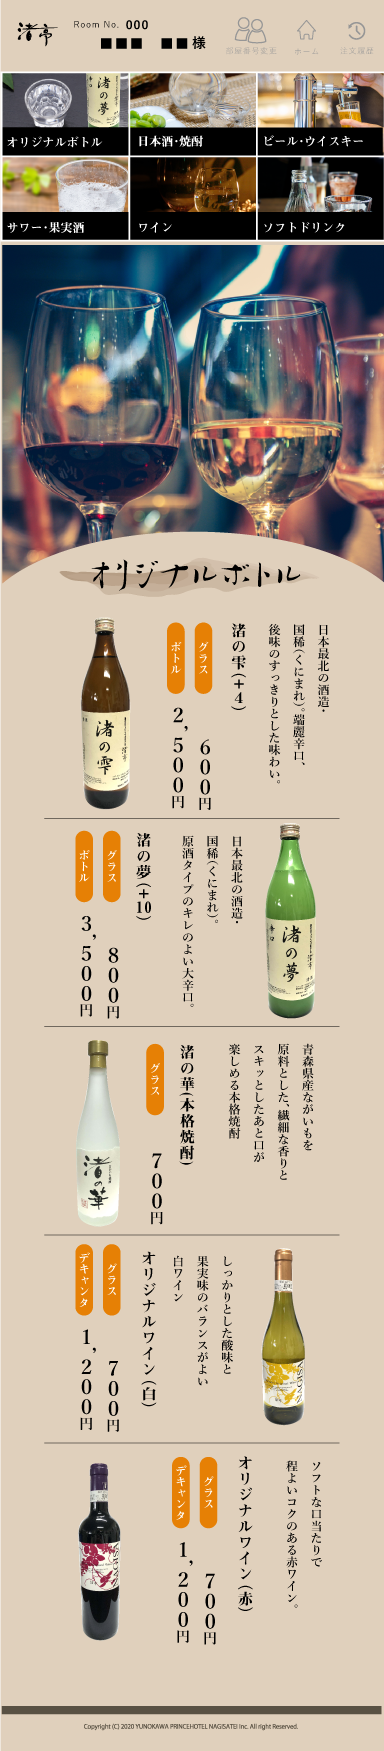 渚亭
Room No. 000
■■■ ■■様
部屋番号変更
ホーム
注文履歴
オリジナルボトル
日本酒・焼酎
ビール・ウイスキー
サワー・果実酒
ワイン
ソフトドリンク
オリジナルボトル
日本最北の酒造・
国稀(くにまれ)。端麗辛口、
後味のすっきりとした味わい。
渚の雫(+4)
グラス 600円
ボトル 2,500円
渚の雫
日本最北の酒造・
国稀(くにまれ)。
原酒タイプのキレのよい大辛口。
渚の夢(+10)
グラス 800円
ボトル 3,500円
渚の夢
青森県産ながいもを
原料とした、繊細な香りと
スキッとしたあと口が
楽しめる本格焼酎
渚の華(本格焼酎)
グラス 700円
渚の華
しっかりとした酸味と
果実味のバランスがよい
白ワイン
オリジナルワイン(白)
グラス 700円
デキャンタ 1,200円
ソフトな口当たりで
程よいコクのある赤ワイン。
オリジナルワイン(赤)
グラス 700円
デキャンタ 1,200円
Copyright (C) 2020 YUNOKAWA PRINCEHOTEL NAGISATEI Inc. All right Reserved.